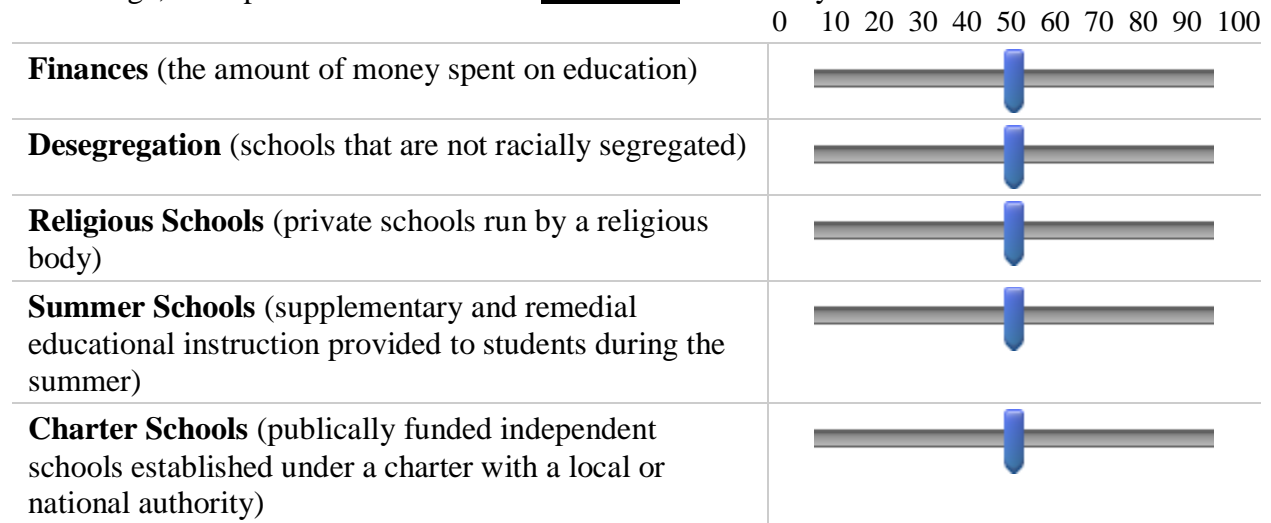 0 10 20 30 40 50 60 70 80 90 100
Finances (the amount of money spent on education)
Desegregation (schools that are not racially segregated)
Religious Schools (private schools run by a religious
body)
Summer Schools (supplementary and remedial
educational instruction provided to students during the
summer)
Charter Schools (publically funded independent
schools established under a charter with a local or
national authority)